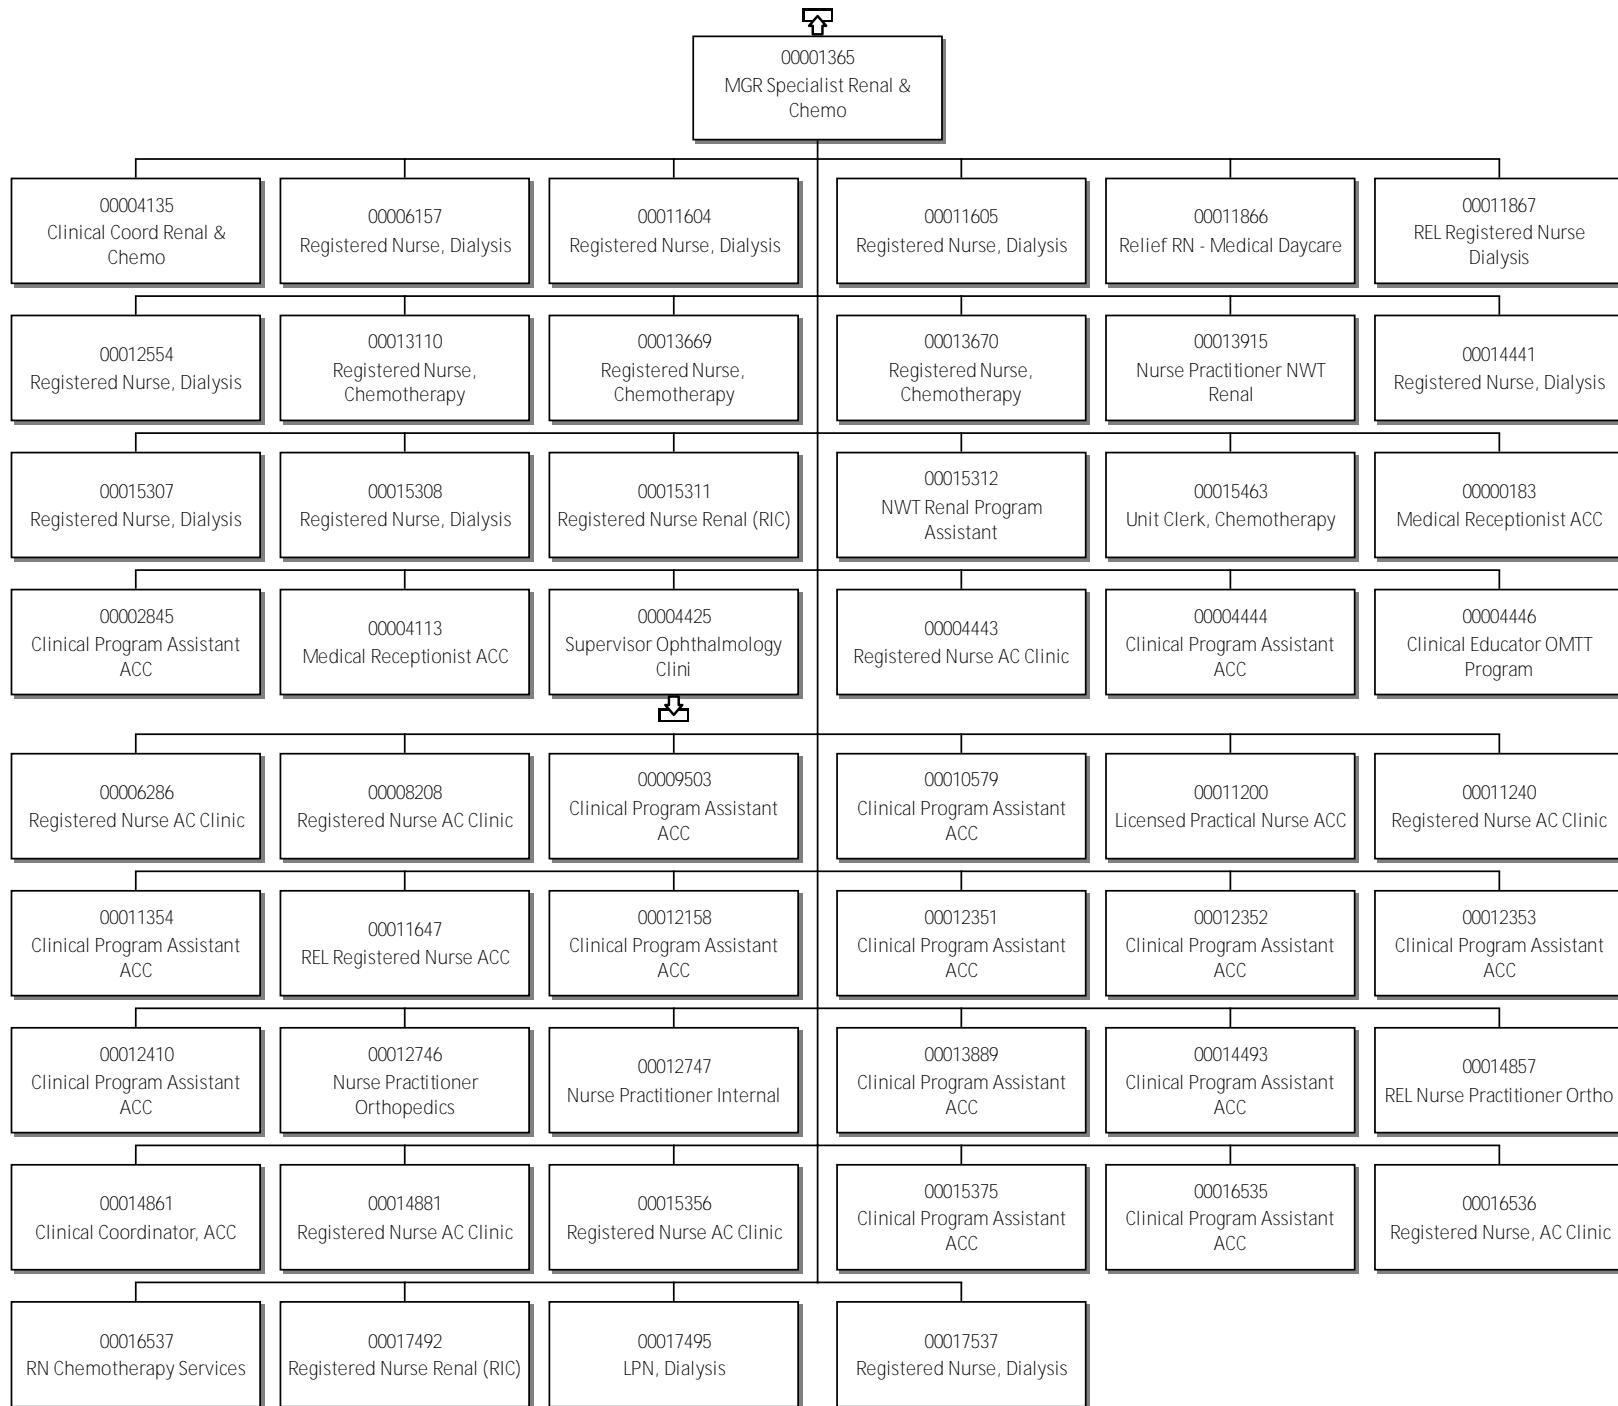 00001365
MGR Specialist Renal &
Chemo
00004135
Clinical Coord Renal &
Chemo
00006157
Registered Nurse, Dialysis
00011604
Registered Nurse, Dialysis
00011605
Registered Nurse, Dialysis
00011866
Relief RN - Medical Daycare
00011867
REL Registered Nurse
Dialysis
00012554
Registered Nurse, Dialysis
00013110
Registered Nurse,
Chemotherapy
00013669
Registered Nurse,
Chemotherapy
00013670
Registered Nurse,
Chemotherapy
00013915
Nurse Practitioner NWT
Renal
00014441
Registered Nurse, Dialysis
00015307
Registered Nurse, Dialysis
00015308
Registered Nurse, Dialysis
00015311
Registered Nurse Renal (RIC)
00015312
NWT Renal Program
Assistant
00015463
Unit Clerk, Chemotherapy
00000183
Medical Receptionist ACC
00002845
Clinical Program Assistant
ACC
00004113
Medical Receptionist ACC
00004425
Supervisor Ophthalmology
Clini
00004443
Registered Nurse AC Clinic
00004444
Clinical Program Assistant
ACC
00004446
Clinical Educator OMTT
Program
00006286
Registered Nurse AC Clinic
00008208
Registered Nurse AC Clinic
00009503
Clinical Program Assistant
ACC
00010579
Clinical Program Assistant
ACC
00011200
Licensed Practical Nurse ACC
00011240
Registered Nurse AC Clinic
00011354
Clinical Program Assistant
ACC
00011647
REL Registered Nurse ACC
00012158
Clinical Program Assistant
ACC
00012351
Clinical Program Assistant
ACC
00012352
Clinical Program Assistant
ACC
00012353
Clinical Program Assistant
ACC
00012410
Clinical Program Assistant
ACC
00012746
Nurse Practitioner
Orthopedics
00012747
Nurse Practitioner Internal
00013889
Clinical Program Assistant
ACC
00014493
Clinical Program Assistant
ACC
00014857
REL Nurse Practitioner Ortho
00014861
Clinical Coordinator, ACC
00014881
Registered Nurse AC Clinic
00015356
Registered Nurse AC Clinic
00015375
Clinical Program Assistant
ACC
00016535
Clinical Program Assistant
ACC
00016536
Registered Nurse, AC Clinic
00016537
RN Chemotherapy Services
00017492
Registered Nurse Renal (RIC)
00017495
LPN, Dialysis
00017537
Registered Nurse, Dialysis